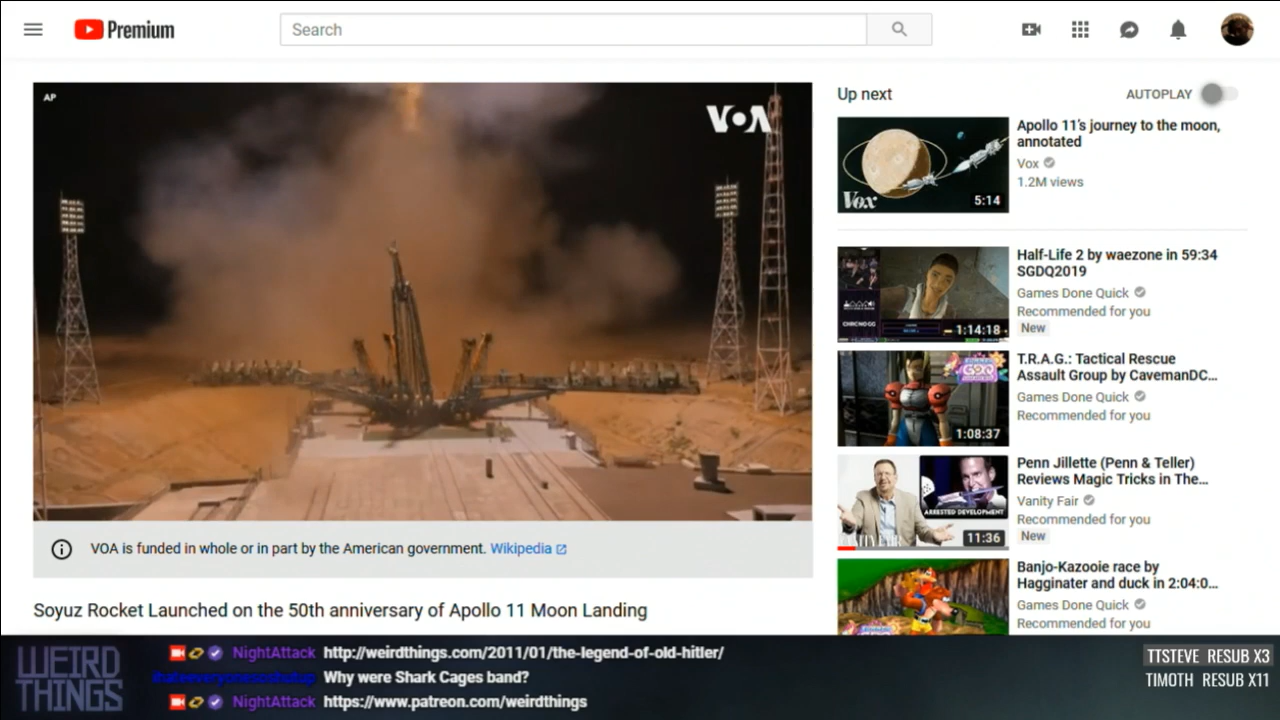 Premium
Search
AP
VOA
Up next
AUTOPLAY
Apollo 11's journey to the moon,
annotated
Vox
1.2M views
Vox
5:14
Half-Life 2 by waezone in 59:34
SGDQ2019
Games Done Quick
Recommended for you
New
1:14:18
T.R.A.G.: Tactical Rescue
Assault Group by CavemanDC...
Games Done Quick
Recommended for you
1:08:37
Penn Jillette (Penn & Teller)
Reviews Magic Tricks in The...
Vanity Fair
Recommended for you
New
ARRESTED DEVELOPMENT
11:36
Banjo-Kazooie race by
Hagginater and duck in 2:04:0...
Games Done Quick
Recommended for you
VOA is funded in whole or in part by the American government. Wikipedia
Soyuz Rocket Launched on the 50th anniversary of Apollo 11 Moon Landing
WEIRD
THINGS
NightAttack http://weirdthings.com/2011/01/the-legend-of-old-hitler/
Why were Shark Cages band?
NightAttack https://www.patreon.com/weirdthings
TTSTEVE RESUB X3
TIMOTH RESUB X11